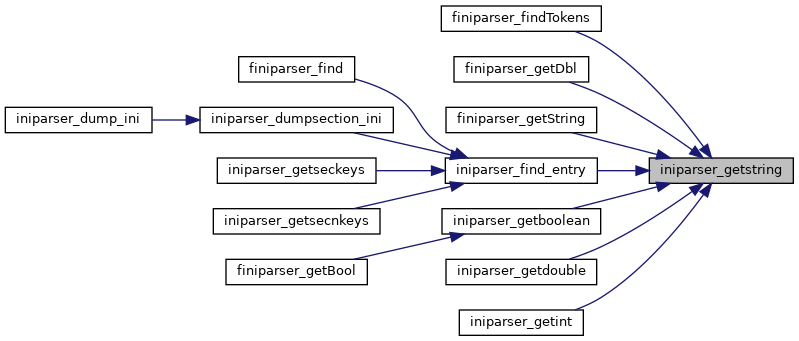 finiparser_findTokens
finiparser_getDbl
finiparser_find
iniparser_dump_ini
iniparser_dumpsection_ini
finiparser_getString
iniparser_getseckeys
iniparser_find_entry
iniparser_getstring
iniparser_getsecnkeys
iniparser_getboolean
finiparser_getBool
iniparser_getdouble
iniparser_getint